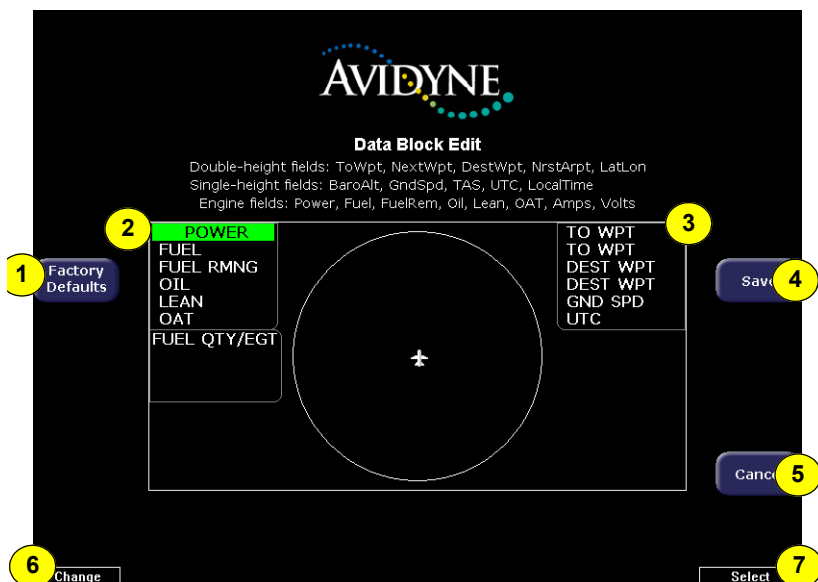 AVIDYNE
Data Block Edit
Double-height fields: ToWpt, NextWpt, DestWpt, NrstArpt, LatLon
Single-height fields: BaroAlt, GndSpd, TAS, UTC, LocalTime
Engine fields: Power, Fuel, FuelRem, Oil, Lean, OAT, Amps, Volts
2
POWER
FUEL
FUEL RMNG
OIL
LEAN
OAT
FUEL QTY/EGT
3
TO WPT
TO WPT
DEST WPT
DEST WPT
GND SPD
UTC
1
Factory
Defaults
Save
4
Cance
5
6
Change
7
Select